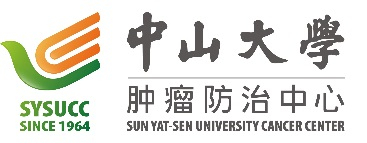 中山大學
肿瘤防治中心
SYSUCC
SINCE 1964
SUN YAT-SEN UNIVERSITY CANCER CENTER